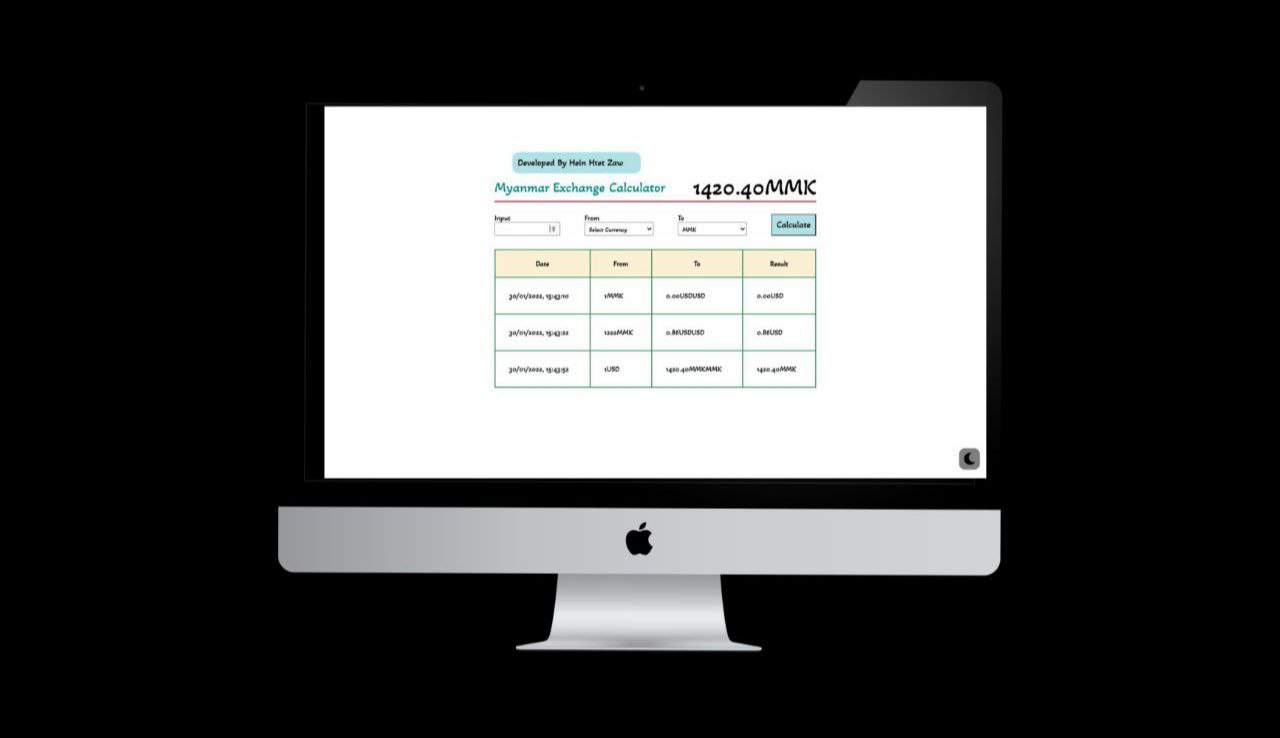 Developed By Hein Htet Zaw
Myanmar Exchange Calculator 1420.40MMK
Input From To
Select Currency MMK Calculate
Date From To Result
30/01/2022, 15:43:10 1MMK 0.00USDUSD 0.00USD
30/01/2022, 15:43:22 1222MMK 0.86USDUSD 0.86USD
30/01/2022, 15:43:52 1USD 1420.40MMKMMK 1420.40MMK